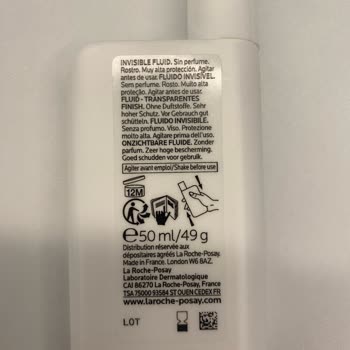 INVISIBLE FLUID. Sin perfume.
Rostro. Muy alta protección. Agitar
antes de usar. FLUIDO INVISÍVEL.
Sem perfume. Rosto. Muito alta
proteção. Agitar antes de usar.
FLUID - TRANSPARENTES
FINISH. Ohne Duftstoffe. Sehr
hoher Schutz. Vor Gebrauch gut
schütteln. FLUIDO INVISIBILE.
Senza profumo. Viso. Protezione
molto alta. Agitare prima dell'uso.
ONZICHTBARE FLUIDE. Zonder
parfum. Zeer hoge bescherming.
Goed schudden voor gebruik.
Agiter avant emploi/Shake before use
12M
℮50 ml/49 g
Distribution réservée aux
dépositaires agréés La Roche-Posay.
Made in France. London W6 8AZ.
La Roche-Posay
Laboratoire Dermatologique
CAI 86270 La Roche-Posay, France
TSA 75000 93584 ST OUEN CEDEX FR
www.laroche-posay.com
LOT